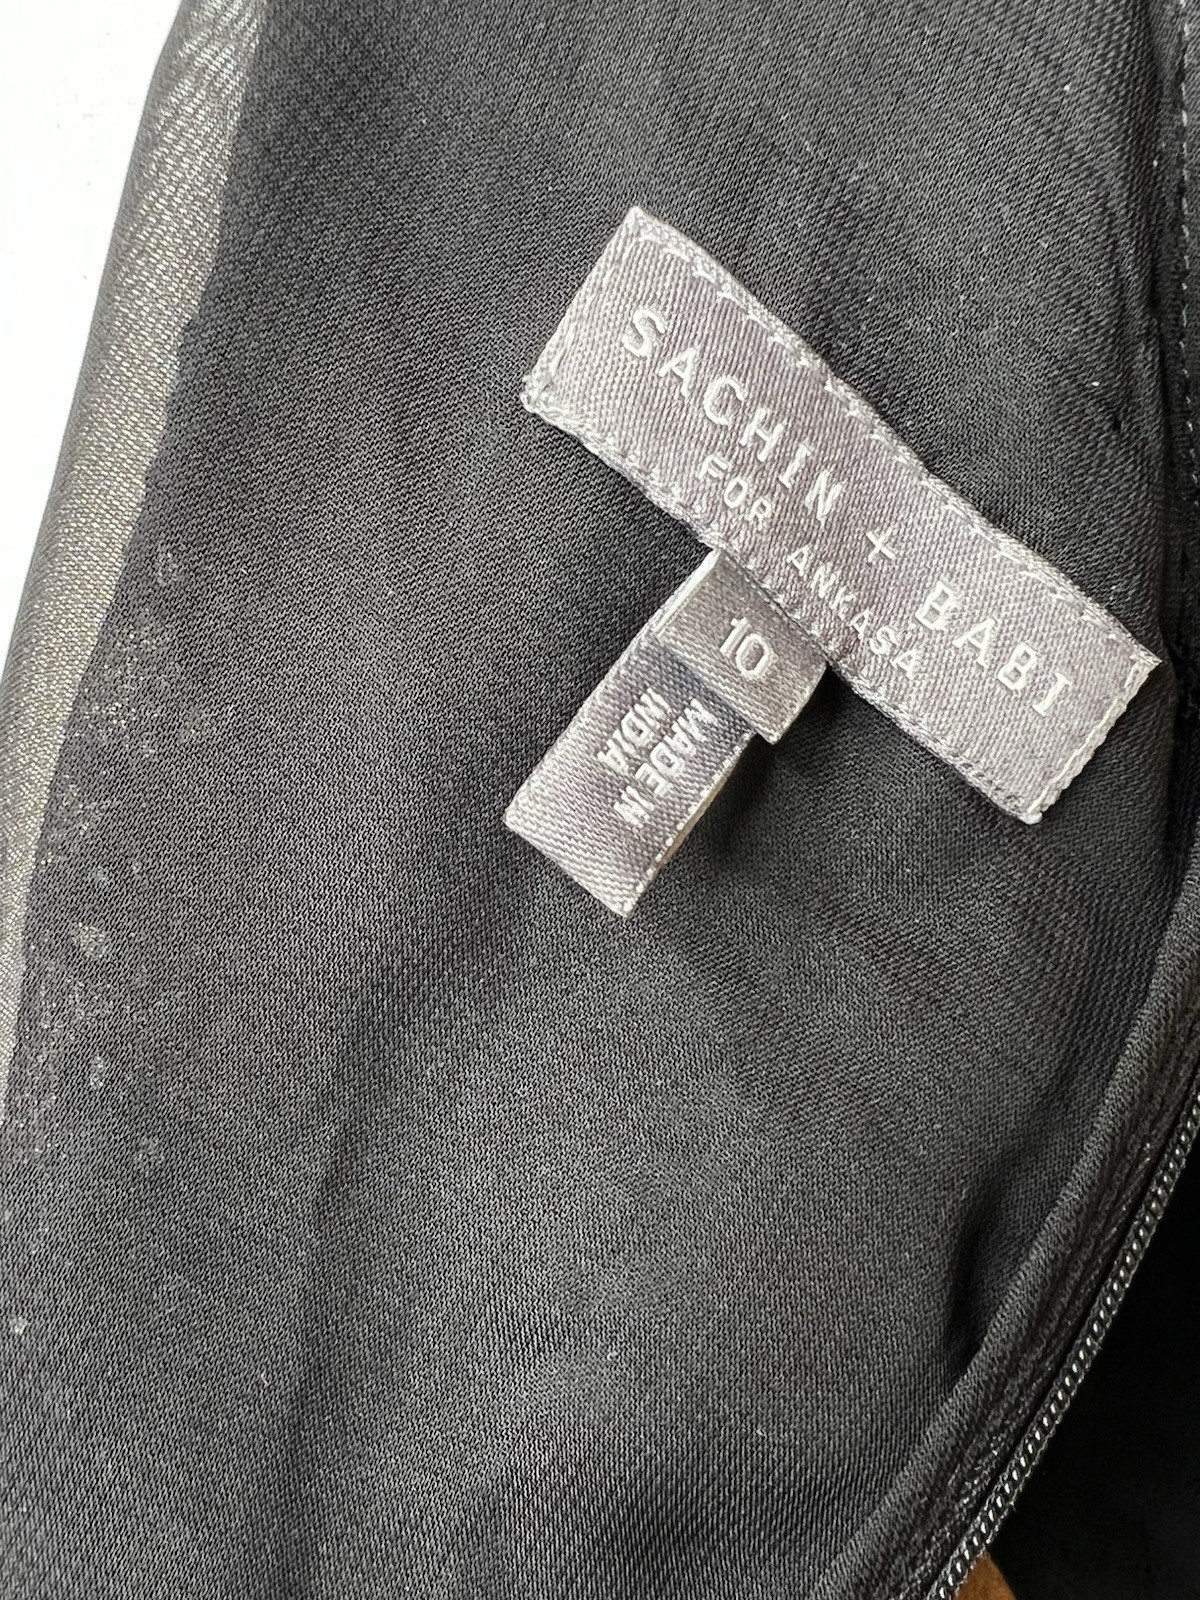 SACHIN + BABI
FOR ANKASA
10
MADE IN
INDIA